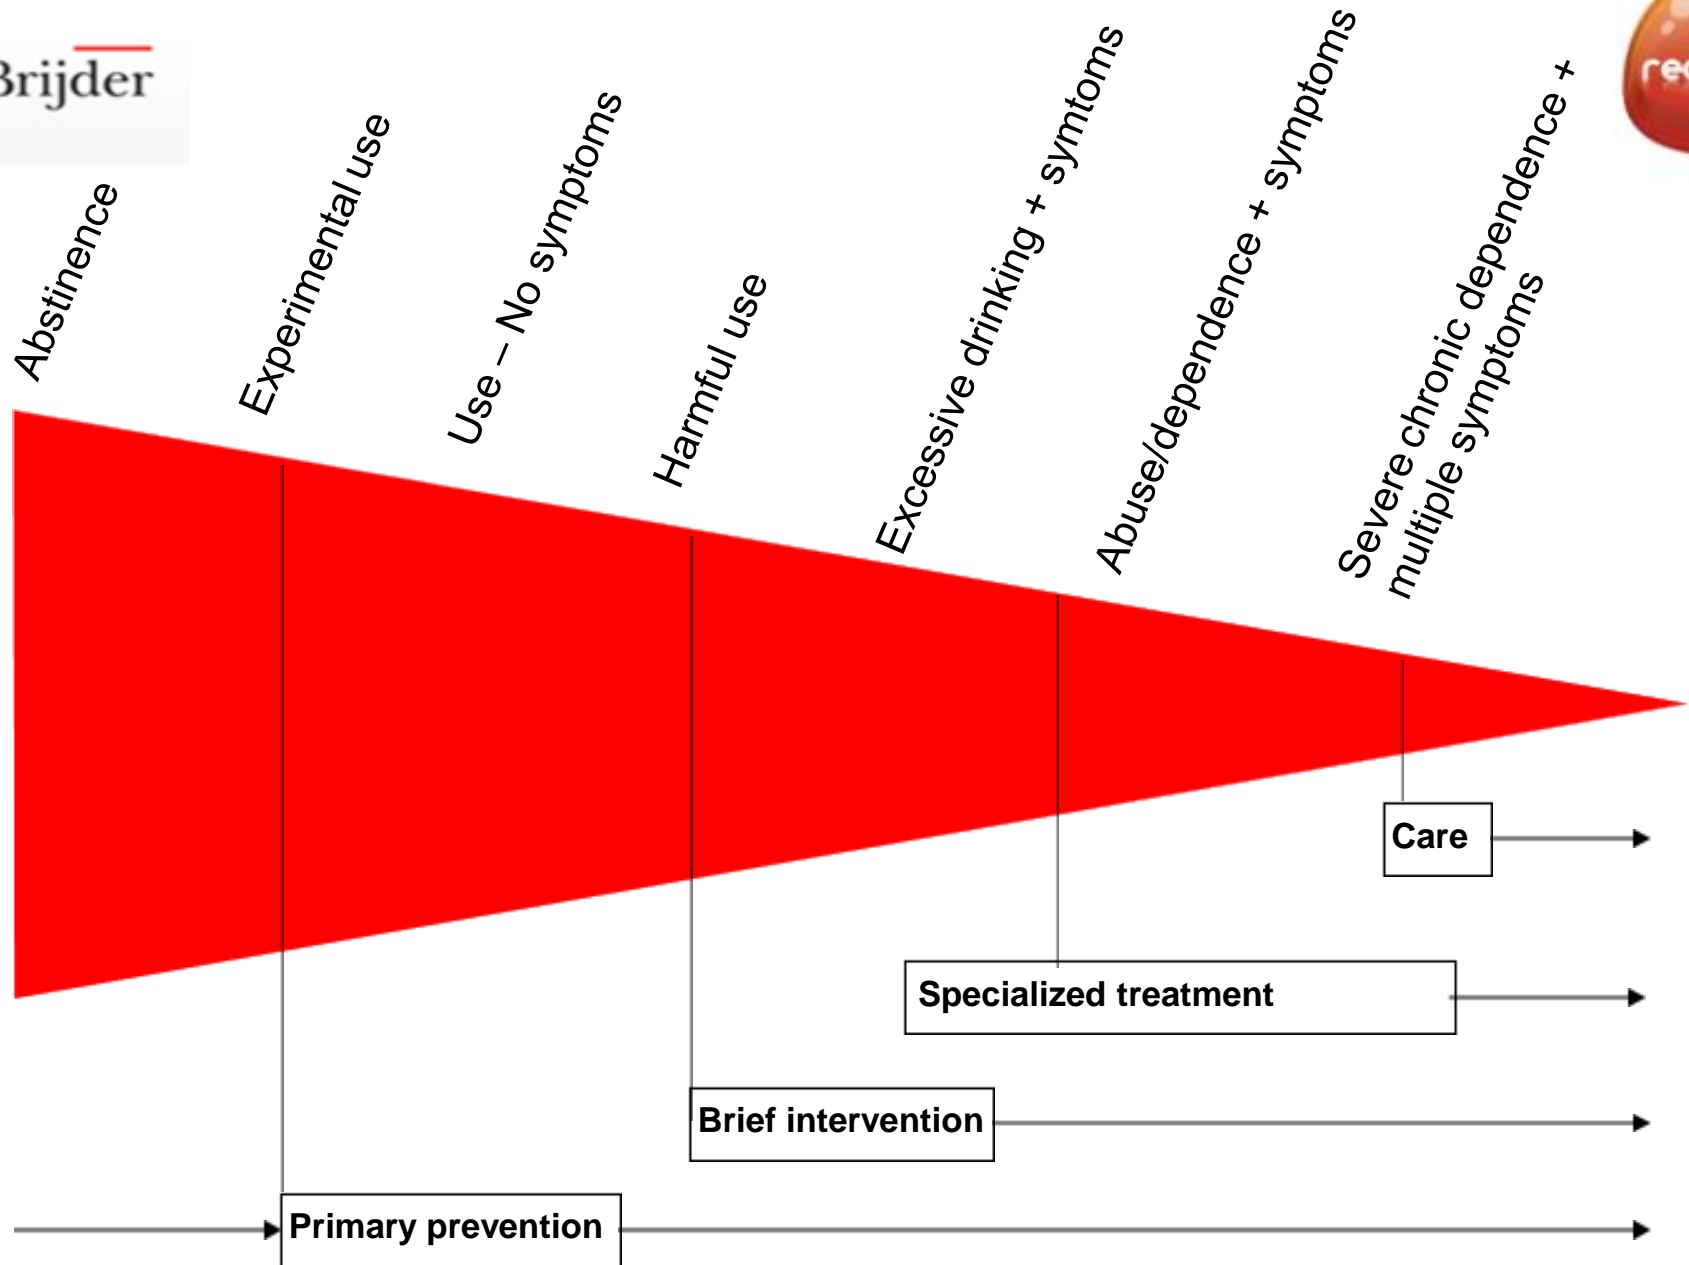 Brijder
Abstinence
Experimental use
Use – No symptoms
Harmful use
Excessive drinking + symtoms
Abuse/dependence + symptoms
Severe chronic dependence +
multiple symptoms
Care
Specialized treatment
Brief intervention
Primary prevention